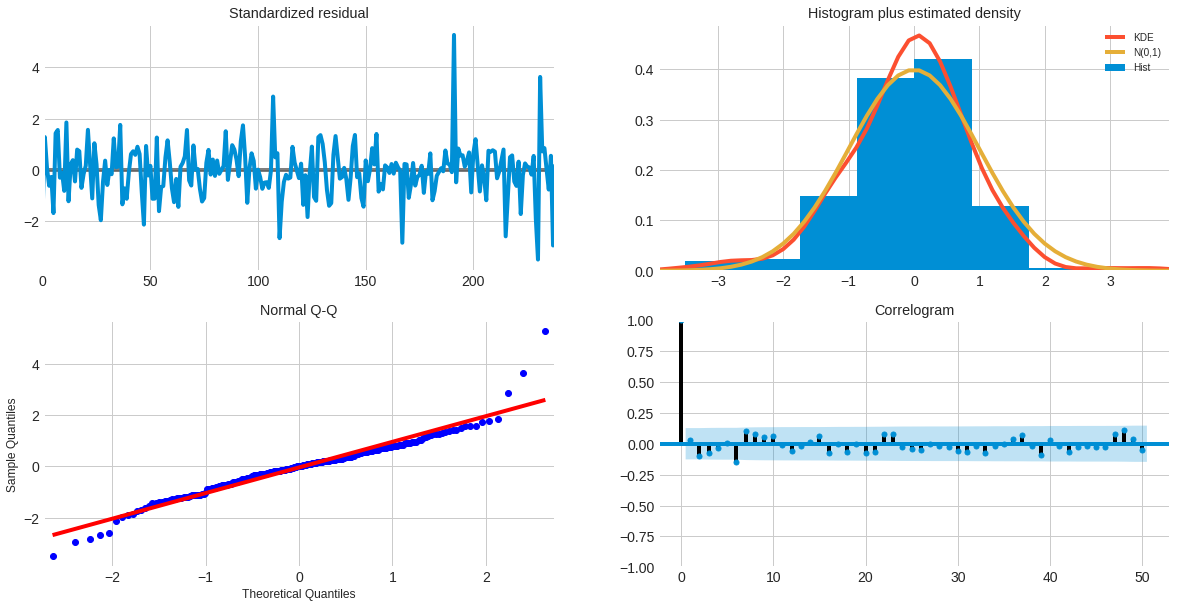 Standardized residual
4
2
0
−2
0 50 100 150 200
Histogram plus estimated density
KDE
N(0,1)
Hist
0.4
0.3
0.2
0.1
0.0
−3 −2 −1 0 1 2 3
Normal Q-Q
Sample Quantiles
4
2
0
−2
−2 −1 0 1 2
Theoretical Quantiles
Correlogram
1.00
0.75
0.50
0.25
0.00
−0.25
−0.50
−0.75
−1.00
0 10 20 30 40 50